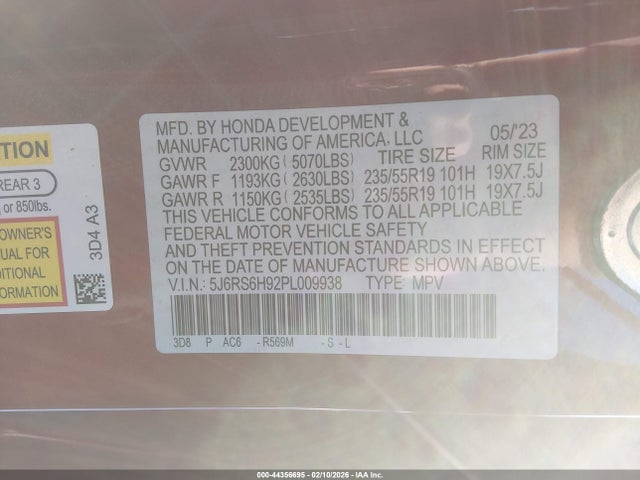 TION
REAR 3
or 850lbs.
OWNER'S
NUAL FOR
DITIONAL
FORMATION
3D4 A3
MFD. BY HONDA DEVELOPMENT &
MANUFACTURING OF AMERICA, LLC 05/'23
GVWR 2300KG ( 5070LBS) TIRE SIZE RIM SIZE
GAWR F 1193KG ( 2630LBS) 235/55R19 101H 19X7.5J
GAWR R 1150KG ( 2535LBS) 235/55R19 101H 19X7.5J
THIS VEHICLE CONFORMS TO ALL APPLICABLE
FEDERAL MOTOR VEHICLE SAFETY
AND THEFT PREVENTION STANDARDS IN EFFECT
ON THE DATE OF MANUFACTURE SHOWN ABOVE.
V.I.N.: 5J6RS6H92PL009938 TYPE: MPV
3D8 P AC6 - R569M - S - L
000-44356695 - 02/10/2026 - IAA Inc.